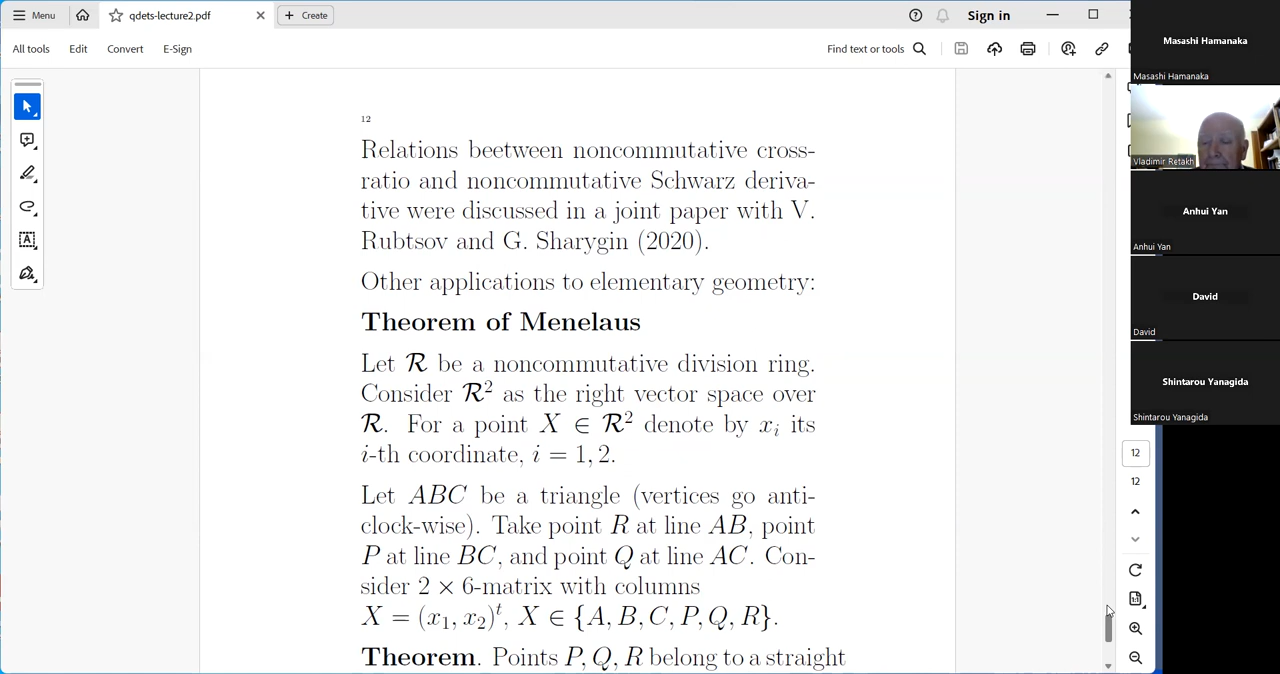 Menu
qdets-lecture2.pdf
Create
Sign in
All tools
Edit
Convert
E-Sign
Find text or tools
12
Relations beetween noncommutative cross-
ratio and noncommutative Schwarz deriva-
tive were discussed in a joint paper with V.
Rubtsov and G. Sharygin (2020).
Other applications to elementary geometry:
Theorem of Menelaus
Let 𝓡 be a noncommutative division ring.
Consider 𝓡² as the right vector space over
𝓡. For a point X ∈ 𝓡² denote by xᵢ its
i-th coordinate, i = 1, 2.
Let ABC be a triangle (vertices go anti-
clock-wise). Take point R at line AB, point
P at line BC, and point Q at line AC. Con-
sider 2 × 6-matrix with columns
X = (x₁, x₂)ᵗ, X ∈ {A, B, C, P, Q, R}.
Theorem. Points P, Q, R belong to a straight
Masashi Hamanaka
Masashi Hamanaka
Vladimir Retakh
Anhui Yan
Anhui Yan
David
David
Shintarou Yanagida
Shintarou Yanagida
12
12